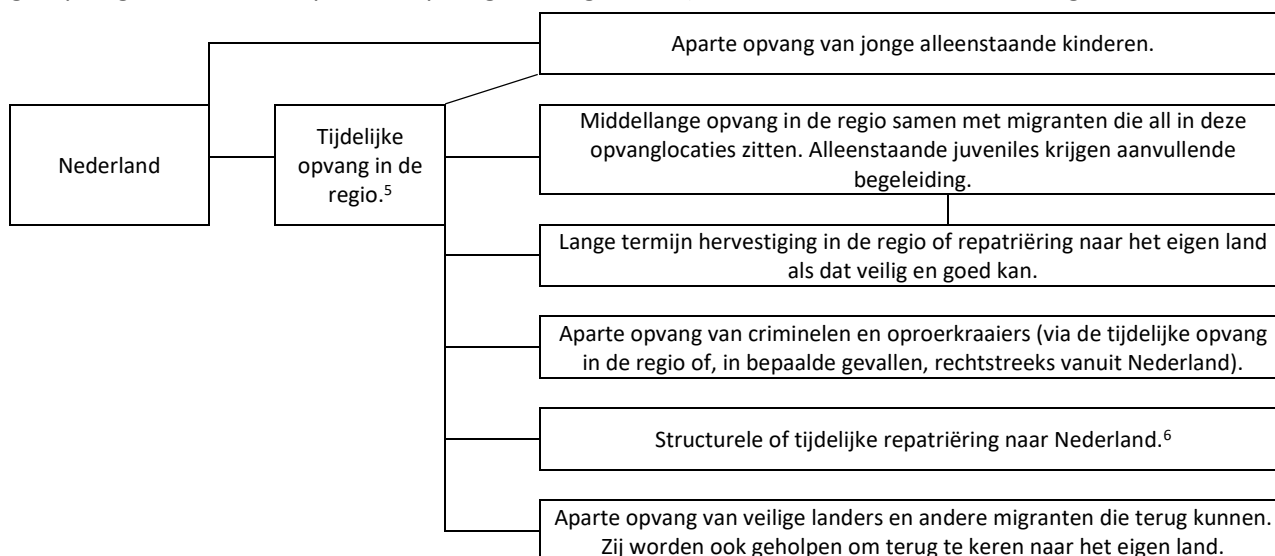 Aparte opvang van jonge alleenstaande kinderen.
Nederland
Tijdelijke
opvang in de
regio.⁵
Middellange opvang in de regio samen met migranten die all in deze
opvanglocaties zitten. Alleenstaande juveniles krijgen aanvullende
begeleiding.
Lange termijn hervestiging in de regio of repatriëring naar het eigen land
als dat veilig en goed kan.
Aparte opvang van criminelen en oproerkraaiers (via de tijdelijke opvang
in de regio of, in bepaalde gevallen, rechtstreeks vanuit Nederland).
Structurele of tijdelijke repatriëring naar Nederland.⁶
Aparte opvang van veilige landers en andere migranten die terug kunnen.
Zij worden ook geholpen om terug te keren naar het eigen land.